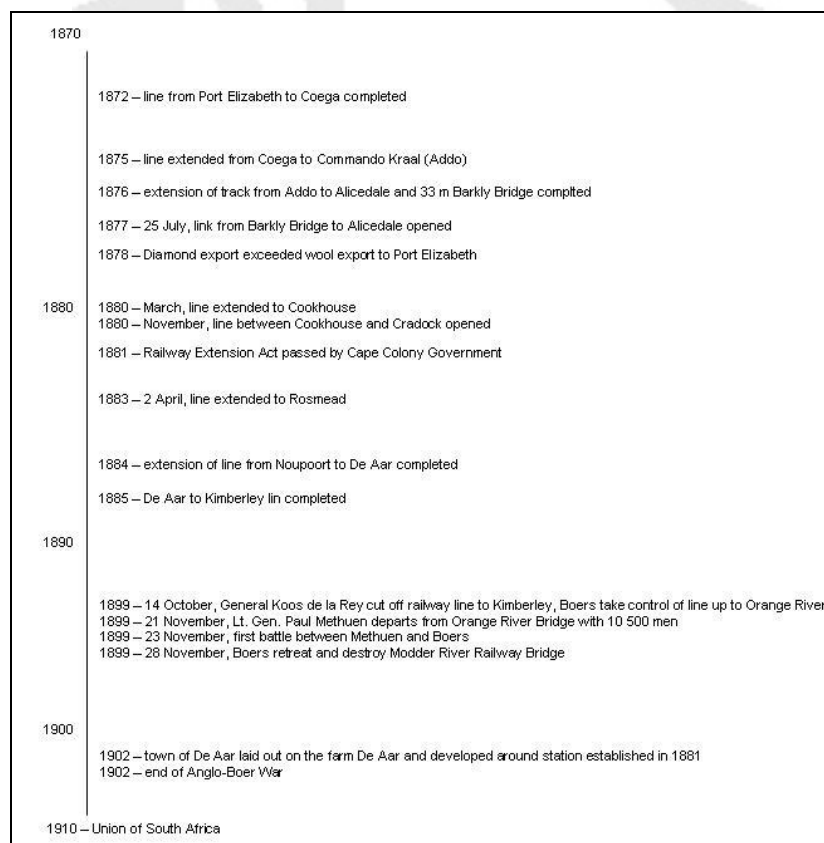 1870
1872 – line from Port Elizabeth to Coega completed
1875 – line extended from Coega to Commando Kraal (Addo)
1876 – extension of track from Addo to Alicedale and 33 m Barkly Bridge complted
1877 – 25 July, link from Barkly Bridge to Alicedale opened
1878 – Diamond export exceeded wool export to Port Elizabeth
1880 1880 – March, line extended to Cookhouse
1880 – November, line between Cookhouse and Cradock opened
1881 – Railway Extension Act passed by Cape Colony Government
1883 – 2 April, line extended to Rosmead
1884 – extension of line from Noupoort to De Aar completed
1885 – De Aar to Kimberley lin completed
1890
1899 – 14 October, General Koos de la Rey cut off railway line to Kimberley, Boers take control of line up to Orange River
1899 – 21 November, Lt. Gen. Paul Methuen departs from Orange River Bridge with 10 500 men
1899 – 23 November, first battle between Methuen and Boers
1899 – 28 November, Boers retreat and destroy Modder River Railway Bridge
1900
1902 – town of De Aar laid out on the farm De Aar and developed around station established in 1881
1902 – end of Anglo-Boer War
1910 – Union of South Africa